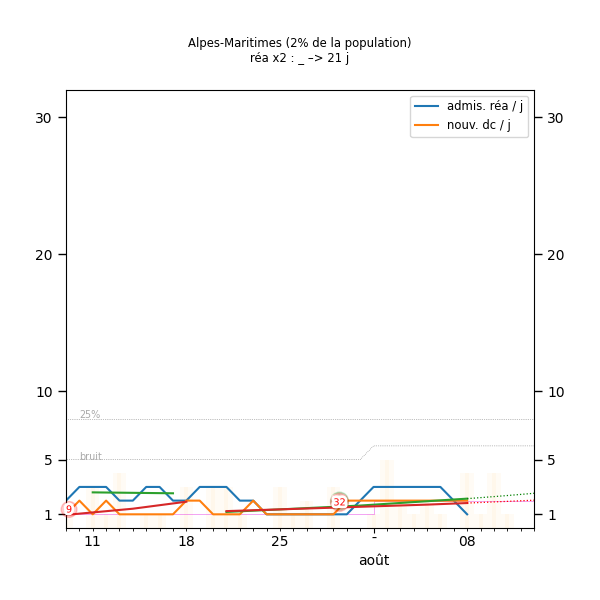 Alpes-Maritimes (2% de la population)
réa x2 : _ –> 21 j
admis. réa / j
nouv. dc / j
30 30
20 20
10 10
25%
5 5
bruit
9
32
1 1
11 18 25 - 08
août